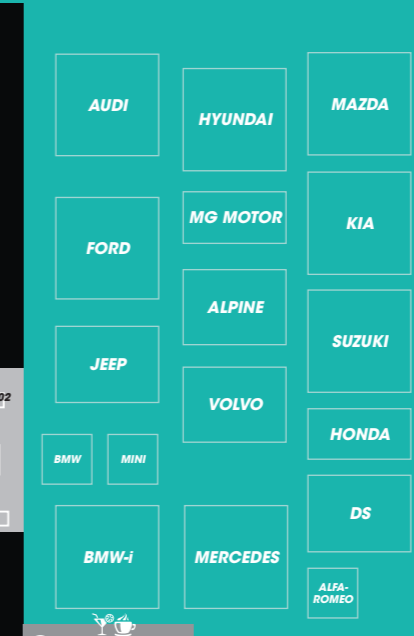 AUDI
HYUNDAI
MAZDA
MG MOTOR
KIA
FORD
ALPINE
SUZUKI
JEEP
02
VOLVO
HONDA
BMW
MINI
DS
BMW-i
MERCEDES
ALFA-
ROMEO